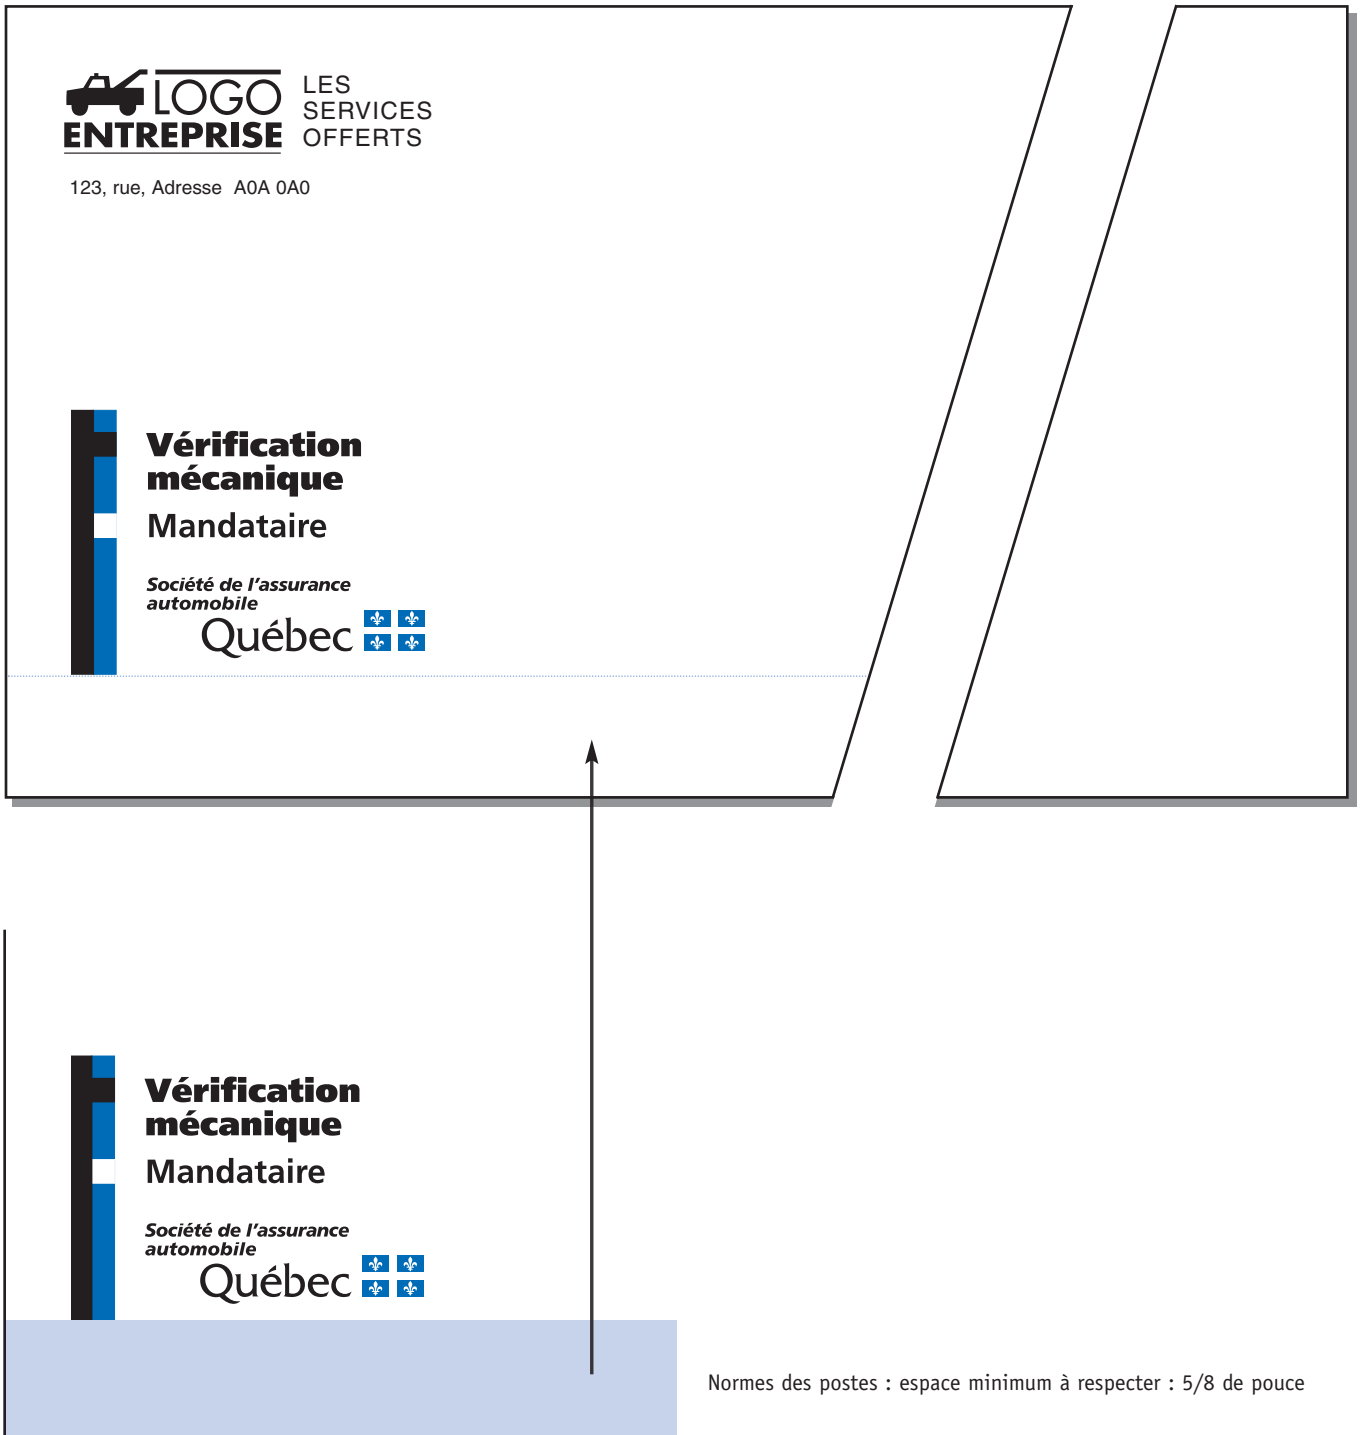 LOGO
ENTREPRISE
LES
SERVICES
OFFERTS
123, rue, Adresse A0A 0A0
Vérification
mécanique
Mandataire
Société de l'assurance
automobile
Québec
Vérification
mécanique
Mandataire
Société de l'assurance
automobile
Québec
Normes des postes : espace minimum à respecter : 5/8 de pouce